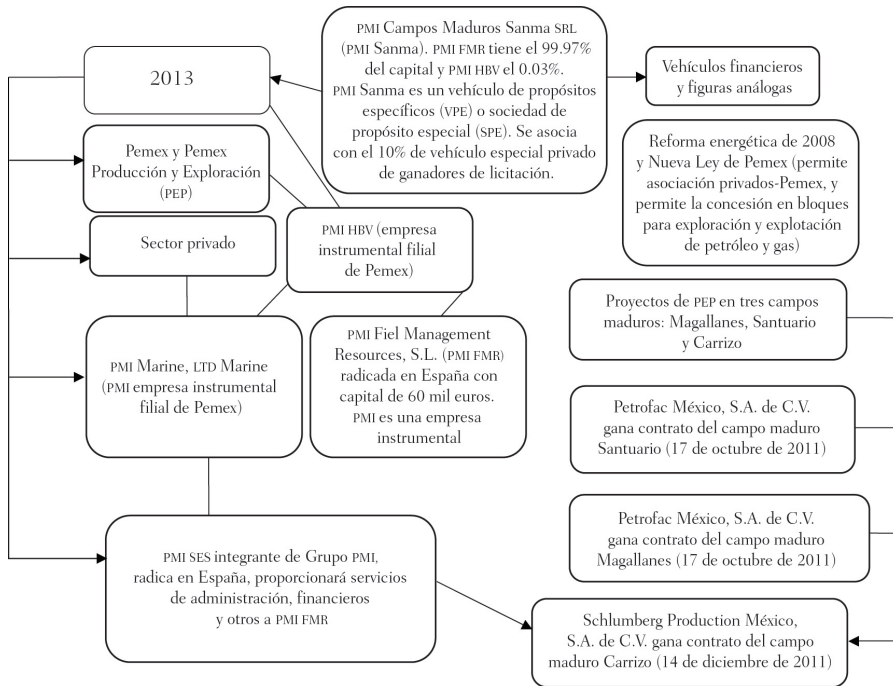 PMI Campos Maduros Sanma SRL
(PMI Sanma). PMI FMR tiene el 99.97%
del capital y PMI HBV el 0.03%.
PMI Sanma es un vehículo de propósitos
específicos (VPE) o sociedad de
propósito especial (SPE). Se asocia
con el 10% de vehículo especial privado
de ganadores de licitación.
2013
Vehículos financieros
y figuras análogas
Pemex y Pemex
Producción y Exploración
(PEP)
Reforma energética de 2008
y Nueva Ley de Pemex (permite
asociación privados-Pemex, y
permite la concesión en bloques
para exploración y explotación
de petróleo y gas)
Sector privado
PMI HBV (empresa
instrumental filial
de Pemex)
Proyectos de PEP en tres campos
maduros: Magallanes, Santuario
y Carrizo
PMI Marine, LTD Marine
(PMI empresa instrumental
filial de Pemex)
PMI Fiel Management
Resources, S.L. (PMI FMR)
radicada en España con
capital de 60 mil euros.
PMI es una empresa
instrumental
Petrofac México, S.A. de C.V.
gana contrato del campo maduro
Santuario (17 de octubre de 2011)
Petrofac México, S.A. de C.V.
gana contrato del campo maduro
Magallanes (17 de octubre de 2011)
PMI SES integrante de Grupo PMI,
radica en España, proporcionará servicios
de administración, financieros
y otros a PMI FMR
Schlumberg Production México,
S.A. de C.V. gana contrato del campo
maduro Carrizo (14 de diciembre de 2011)